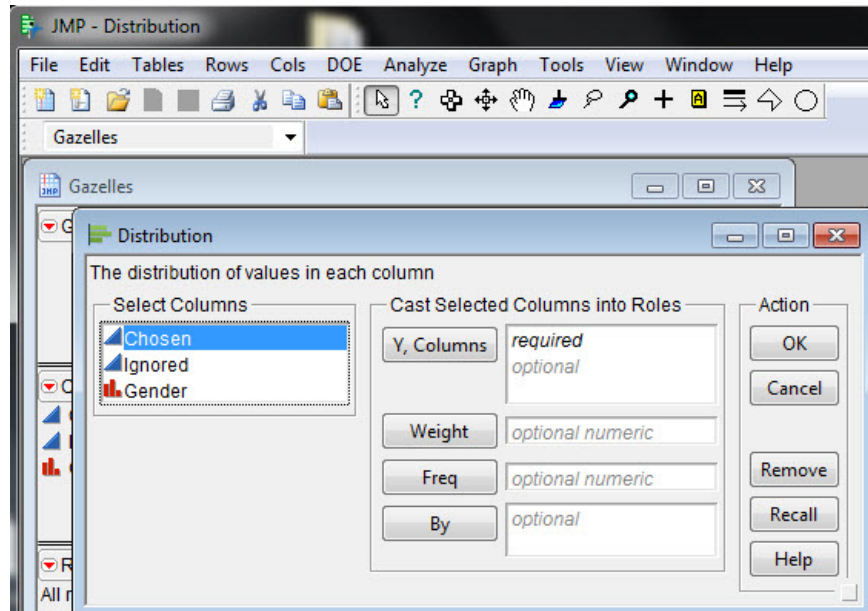 JMP - Distribution
File Edit Tables Rows Cols DOE Analyze Graph Tools View Window Help
Gazelles
Gazelles
Distribution
The distribution of values in each column
Select Columns
Chosen
Ignored
Gender
Cast Selected Columns into Roles
Y, Columns
required
optional
Weight
optional numeric
Freq
optional numeric
By
optional
Action
OK
Cancel
Remove
Recall
Help
All